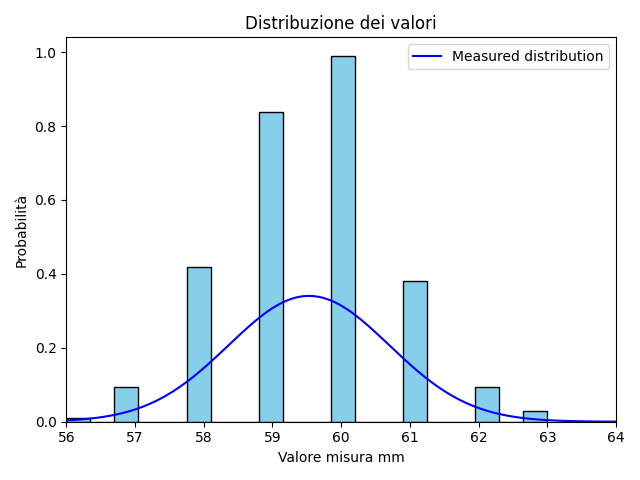 Distribuzione dei valori
Measured distribution
Probabilità
1.0
0.8
0.6
0.4
0.2
0.0
56 57 58 59 60 61 62 63 64
Valore misura mm